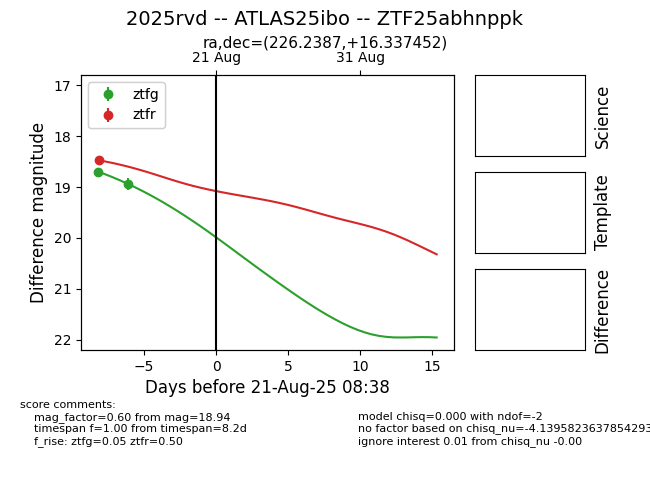 2025rvd -- ATLAS25ibo -- ZTF25abhnppk
ra,dec=(226.2387,+16.337452)
21 Aug
31 Aug
ztfg
ztfr
17
18
19
20
21
22
Difference magnitude
−5
0
5
10
15
Days before 21-Aug-25 08:38
Science
Template
Difference
score comments:
mag_factor=0.60 from mag=18.94
timespan f=1.00 from timespan=8.2d
f_rise: ztfg=0.05 ztfr=0.50
model chisq=0.000 with ndof=-2
no factor based on chisq_nu=-4.1395823637854293
ignore interest 0.01 from chisq_nu -0.00